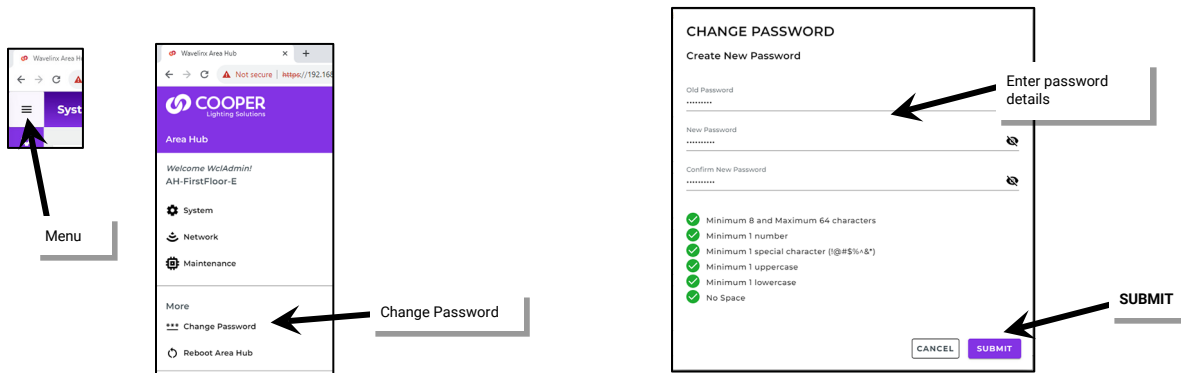 Wavelinx Area H
Syst
Menu
Wavelinx Area Hub
Not secure | https://192.168
COOPER
Lighting Solutions
Area Hub
Welcome WclAdmin!
AH-FirstFloor-E
System
Network
Maintenance
More
Change Password
Reboot Area Hub
Change Password
CHANGE PASSWORD
Create New Password
Old Password
•••••••••
New Password
••••••••••
Confirm New Password
••••••••••
Enter password
details
Minimum 8 and Maximum 64 characters
Minimum 1 number
Minimum 1 special character (!@#$%^&*)
Minimum 1 uppercase
Minimum 1 lowercase
No Space
SUBMIT
CANCEL SUBMIT